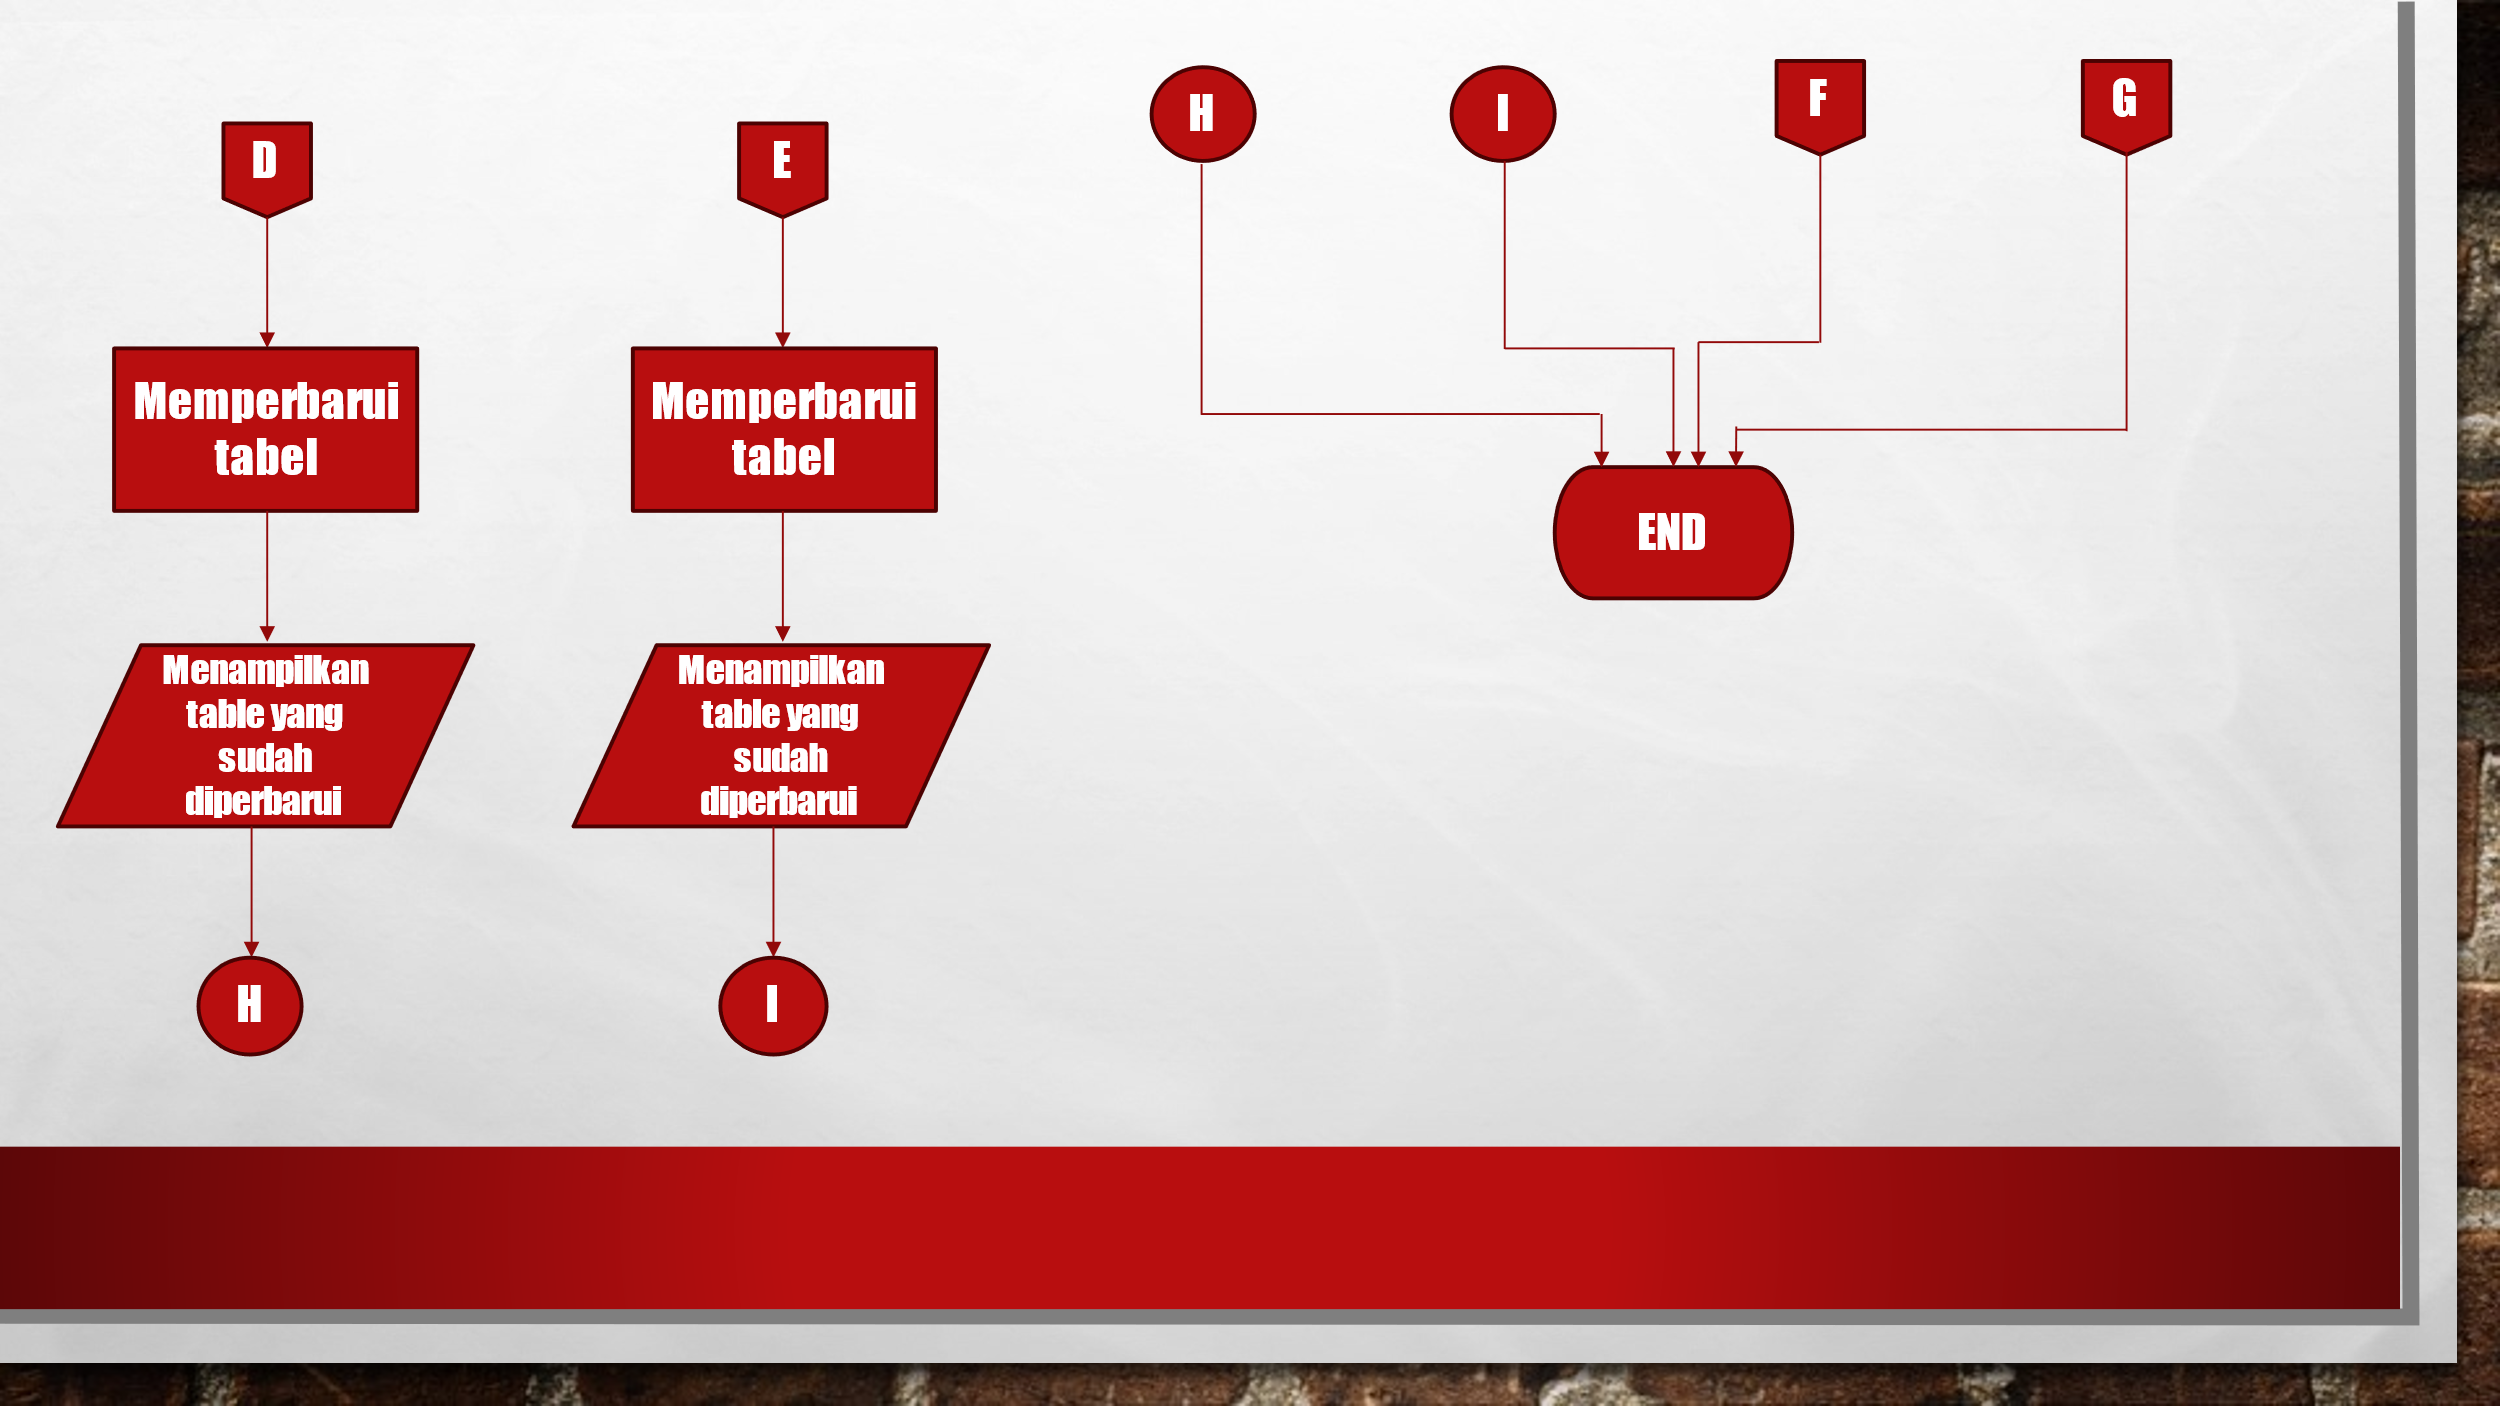 D
Memperbarui
tabel
Menampilkan
table yang
sudah
diperbarui
H
E
Memperbarui
tabel
Menampilkan
table yang
sudah
diperbarui
I
H
I
F
G
END